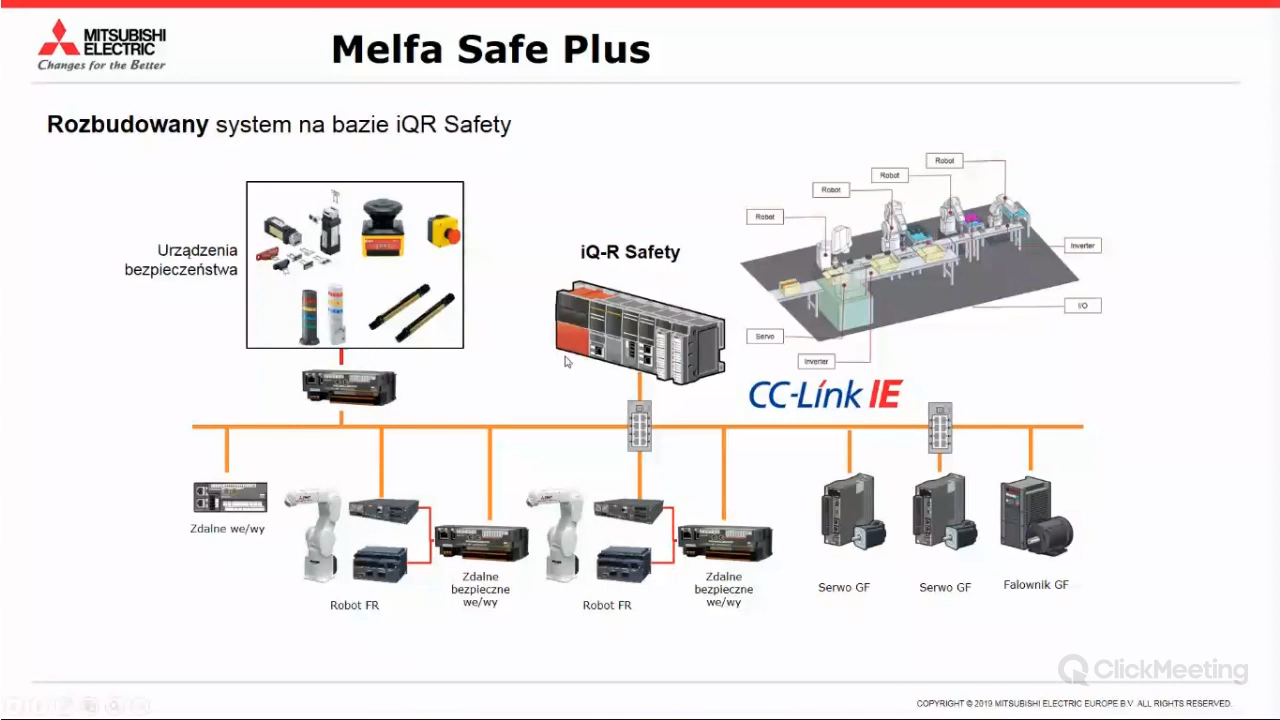 MITSUBISHI
ELECTRIC
Changes for the Better
Melfa Safe Plus
Rozbudowany system na bazie iQR Safety
Urządzenia
bezpieczeństwa
iQ-R Safety
Robot
Robot
Robot
Robot
Inverter
I/O
Servo
Inverter
CC-Link IE
Zdalne we/wy
Robot FR
Zdalne
bezpieczne
we/wy
Robot FR
Zdalne
bezpieczne
we/wy
Servo GF
Servo GF
Falownik GF
ClickMeeting
COPYRIGHT © 2019 MITSUBISHI ELECTRIC EUROPE B.V. ALL RIGHTS RESERVED.